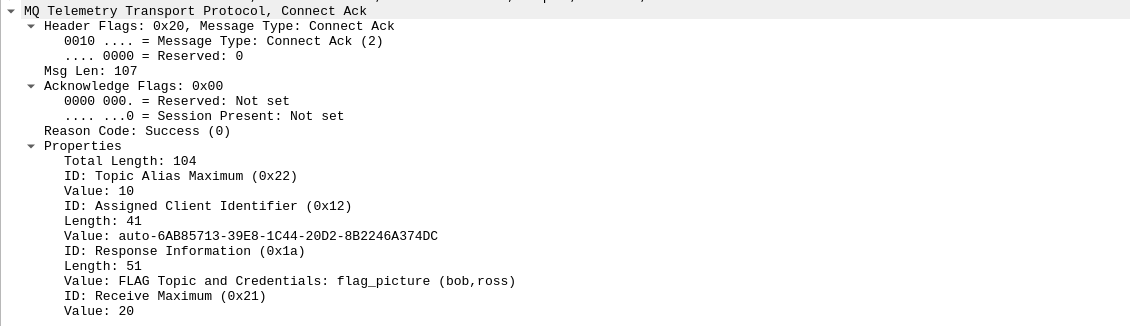 MQ Telemetry Transport Protocol, Connect Ack
Header Flags: 0x20, Message Type: Connect Ack
0010 .... = Message Type: Connect Ack (2)
.... 0000 = Reserved: 0
Msg Len: 107
Acknowledge Flags: 0x00
0000 000. = Reserved: Not set
.... ...0 = Session Present: Not set
Reason Code: Success (0)
Properties
Total Length: 104
ID: Topic Alias Maximum (0x22)
Value: 10
ID: Assigned Client Identifier (0x12)
Length: 41
Value: auto-6AB85713-39E8-1C44-20D2-8B2246A374DC
ID: Response Information (0x1a)
Length: 51
Value: FLAG Topic and Credentials: flag_picture (bob,ross)
ID: Receive Maximum (0x21)
Value: 20